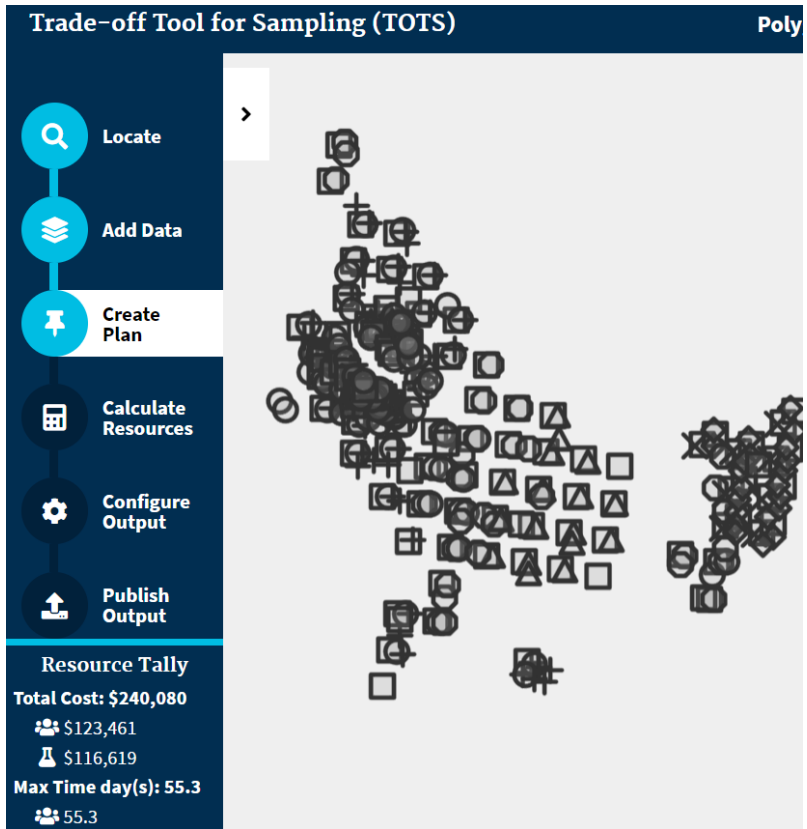 Trade-off Tool for Sampling (TOTS)
Poly
Locate
Add Data
Create
Plan
Calculate
Resources
Configure
Output
Publish
Output
Resource Tally
Total Cost: $240,080
$123,461
$116,619
Max Time day(s): 55.3
55.3